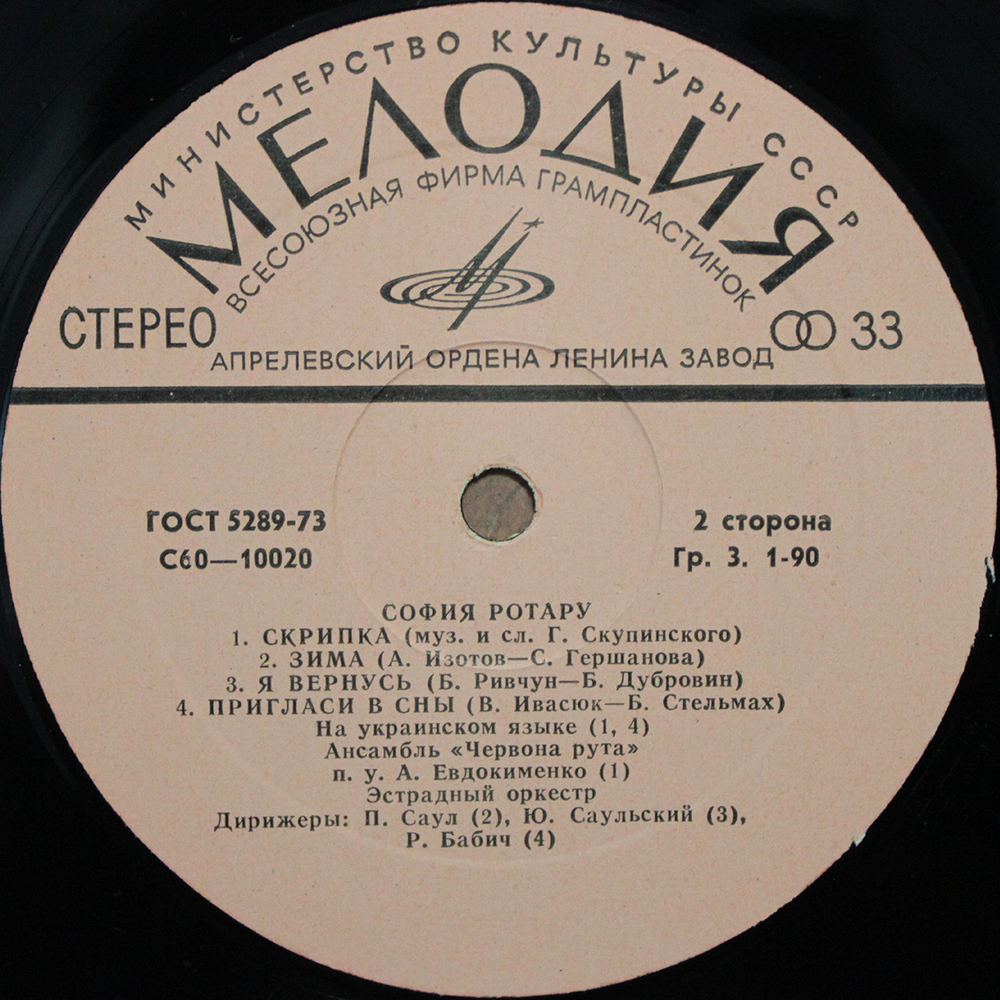 МИНИСТЕРСТВО КУЛЬТУРЫ СССР
МЕЛОДИЯ
ВСЕСОЮЗНАЯ ФИРМА ГРАМПЛАСТИНОК
СТЕРЕО
33
АПРЕЛЕВСКИЙ ОРДЕНА ЛЕНИНА ЗАВОД
ГОСТ 5289-73
2 сторона
С60—10020
Гр. 3. 1-90
СОФИЯ РОТАРУ
1. СКРИПКА (муз. и сл. Г. Скупинского)
2. ЗИМА (А. Изотов—С. Гершанова)
3. Я ВЕРНУСЬ (Б. Ривчун—Б. Дубровин)
4. ПРИГЛАСИ В СНЫ (В. Ивасюк—Б. Стельмах)
На украинском языке (1, 4)
Ансамбль «Червона рута»
п. у. А. Евдокименко (1)
Эстрадный оркестр
Дирижеры: П. Саул (2), Ю. Саульский (3),
Р. Бабич (4)